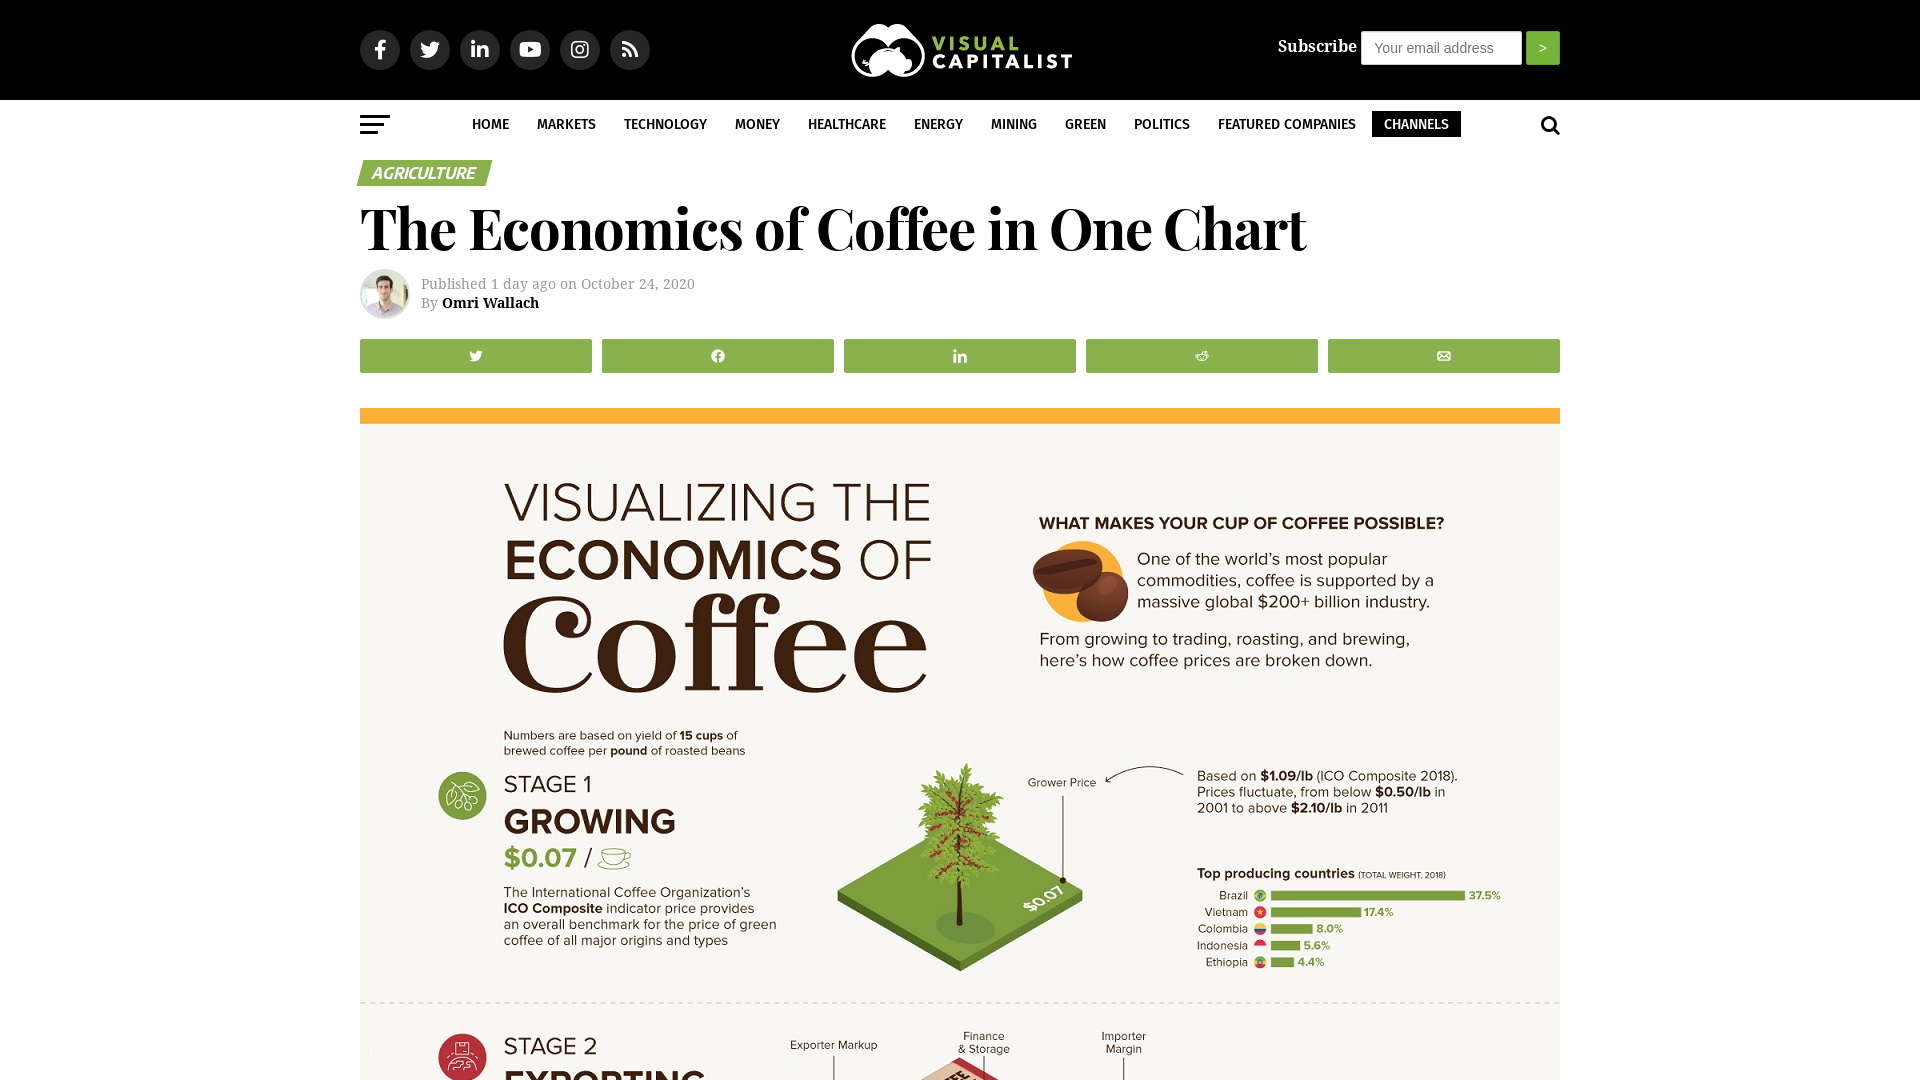 VISUAL
CAPITALIST
Subscribe
Your email address
>
HOME
MARKETS
TECHNOLOGY
MONEY
HEALTHCARE
ENERGY
MINING
GREEN
POLITICS
FEATURED COMPANIES
CHANNELS
AGRICULTURE
The Economics of Coffee in One Chart
Published 1 day ago on October 24, 2020
By Omri Wallach
VISUALIZING THE
ECONOMICS OF
Coffee
WHAT MAKES YOUR CUP OF COFFEE POSSIBLE?
One of the world's most popular
commodities, coffee is supported by a
massive global $200+ billion industry.
From growing to trading, roasting, and brewing,
here's how coffee prices are broken down.
Numbers are based on yield of 15 cups of
brewed coffee per pound of roasted beans
STAGE 1
GROWING
$0.07 /
The International Coffee Organization's
ICO Composite indicator price provides
an overall benchmark for the price of green
coffee of all major origins and types
Grower Price
$0.07
Based on $1.09/lb (ICO Composite 2018).
Prices fluctuate, from below $0.50/lb in
2001 to above $2.10/lb in 2011
Top producing countries (TOTAL WEIGHT, 2018)
Brazil 37.5%
Vietnam 17.4%
Colombia 8.0%
Indonesia 5.6%
Ethiopia 4.4%
STAGE 2
EXPORTING
Exporter Markup
Finance
& Storage
Importer
Margin